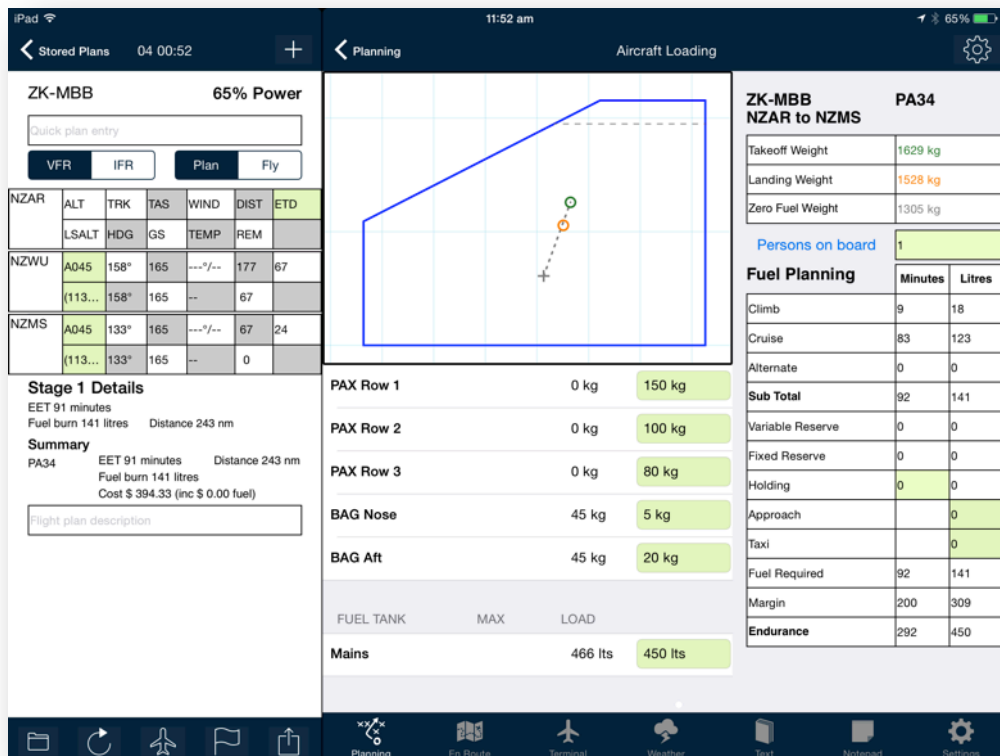 iPad 11:52 am 65%
Stored Plans 04 00:52 +
ZK-MBB 65% Power
Quick plan entry
VFR IFR Plan Fly
NZAR ALT TRK TAS WIND DIST ETD
LSALT HDG GS TEMP REM
NZWU A045 158° 165 ---°/-- 177 67
(113... 158° 165 -- 67
NZMS A045 133° 165 ---°/-- 67 24
(113... 133° 165 -- 0
Stage 1 Details
EET 91 minutes
Fuel burn 141 litres Distance 243 nm
Summary
PA34 EET 91 minutes Distance 243 nm
Fuel burn 141 litres
Cost $ 394.33 (inc $ 0.00 fuel)
Flight plan description
Planning Aircraft Loading
PAX Row 1 0 kg 150 kg
PAX Row 2 0 kg 100 kg
PAX Row 3 0 kg 80 kg
BAG Nose 45 kg 5 kg
BAG Aft 45 kg 20 kg
FUEL TANK MAX LOAD
Mains 466 lts 450 lts
ZK-MBB PA34
NZAR to NZMS
Takeoff Weight 1629 kg
Landing Weight 1528 kg
Zero Fuel Weight 1305 kg
Persons on board 1
Fuel Planning Minutes Litres
Climb 9 18
Cruise 83 123
Alternate 0 0
Sub Total 92 141
Variable Reserve 0 0
Fixed Reserve 0 0
Holding 0 0
Approach 0
Taxi 0
Fuel Required 92 141
Margin 200 309
Endurance 292 450
Planning En Route Terminal Weather Text Notepad Settings